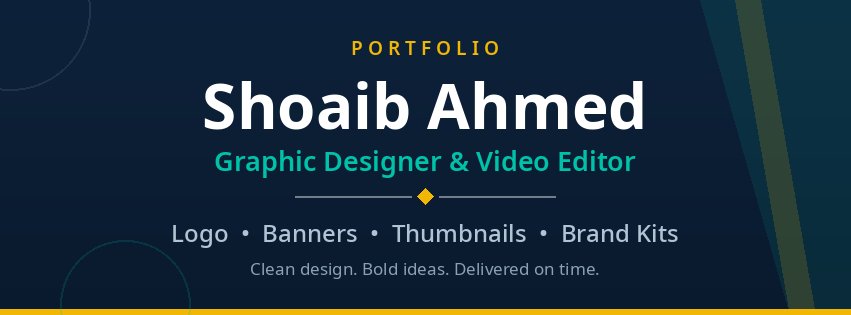 PORTFOLIO
Shoaib Ahmed
Graphic Designer & Video Editor
Logo • Banners • Thumbnails • Brand Kits
Clean design. Bold ideas. Delivered on time.